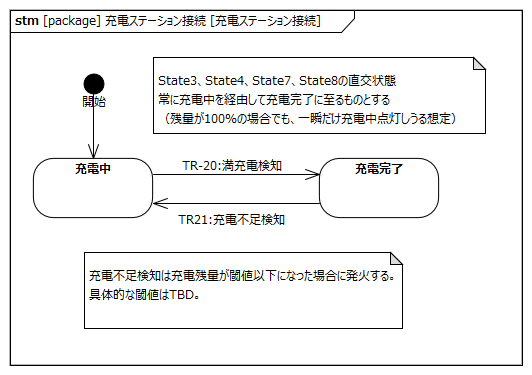 stm [package] 充電ステーション接続 [充電ステーション接続]
開始
State3、State4、State7、State8の直交状態
常に充電中を経由して充電完了に至るものとする
（残量が100%の場合でも、一瞬だけ充電中点灯しうる想定）
充電中
TR-20:満充電検知
充電完了
TR21:充電不足検知
充電不足検知は充電残量が閾値以下になった場合に発火する。
具体的な閾値はTBD。